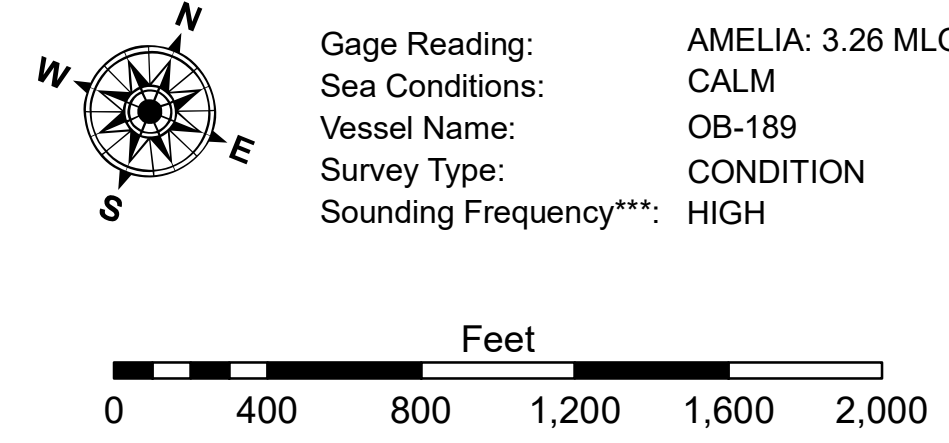 N
W
E
S
Gage Reading: AMELIA: 3.26
Sea Conditions: CALM
Vessel Name: OB-189
Survey Type: CONDITION
Sounding Frequency***: HIGH
Feet
0 400 800 1,200 1,600 2,000